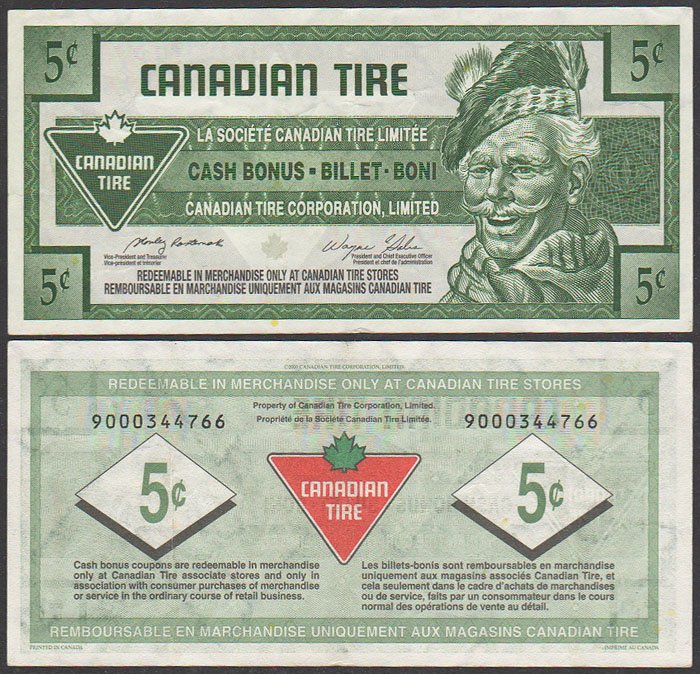 5¢
5¢
CANADIAN TIRE
LA SOCIÉTÉ CANADIAN TIRE LIMITÉE
CANADIAN
TIRE
CASH BONUS ▪ BILLET - BONI
CANADIAN TIRE CORPORATION, LIMITED
Vice-President and Treasurer
Vice-président et trésorier
Wayne
President and Chief Executive Officer
Président et chef de l'administration
REDEEMABLE IN MERCHANDISE ONLY AT CANADIAN TIRE STORES
REMBOURSABLE EN MARCHANDISE UNIQUEMENT AUX MAGASINS CANADIAN TIRE
5¢
5¢
CANADIAN TIRE CORPORATION, LIMITED.
REDEEMABLE IN MERCHANDISE ONLY AT CANADIAN TIRE STORES
Property of Canadian Tire Corporation, Limited.
Propriété de la Société Canadian Tire Limitée.
9000344766
9000344766
5¢
CANADIAN
TIRE
5¢
Cash bonus coupons are redeemable in merchandise
only at Canadian Tire associate stores and only in
association with consumer purchases of merchandise
or service in the ordinary course of retail business.
Les billets-bonis sont remboursables en marchandise
uniquement aux magasins associés Canadian Tire, et
cela seulement dans le cadre d'achats de marchandises
ou de service, faits par un consommateur dans le cours
normal des opérations de vente au détail.
REMBOURSABLE EN MARCHANDISE UNIQUEMENT AUX MAGASINS CANADIAN TIRE
PRINTED IN CANADA
IMPRIMÉ AU CANADA